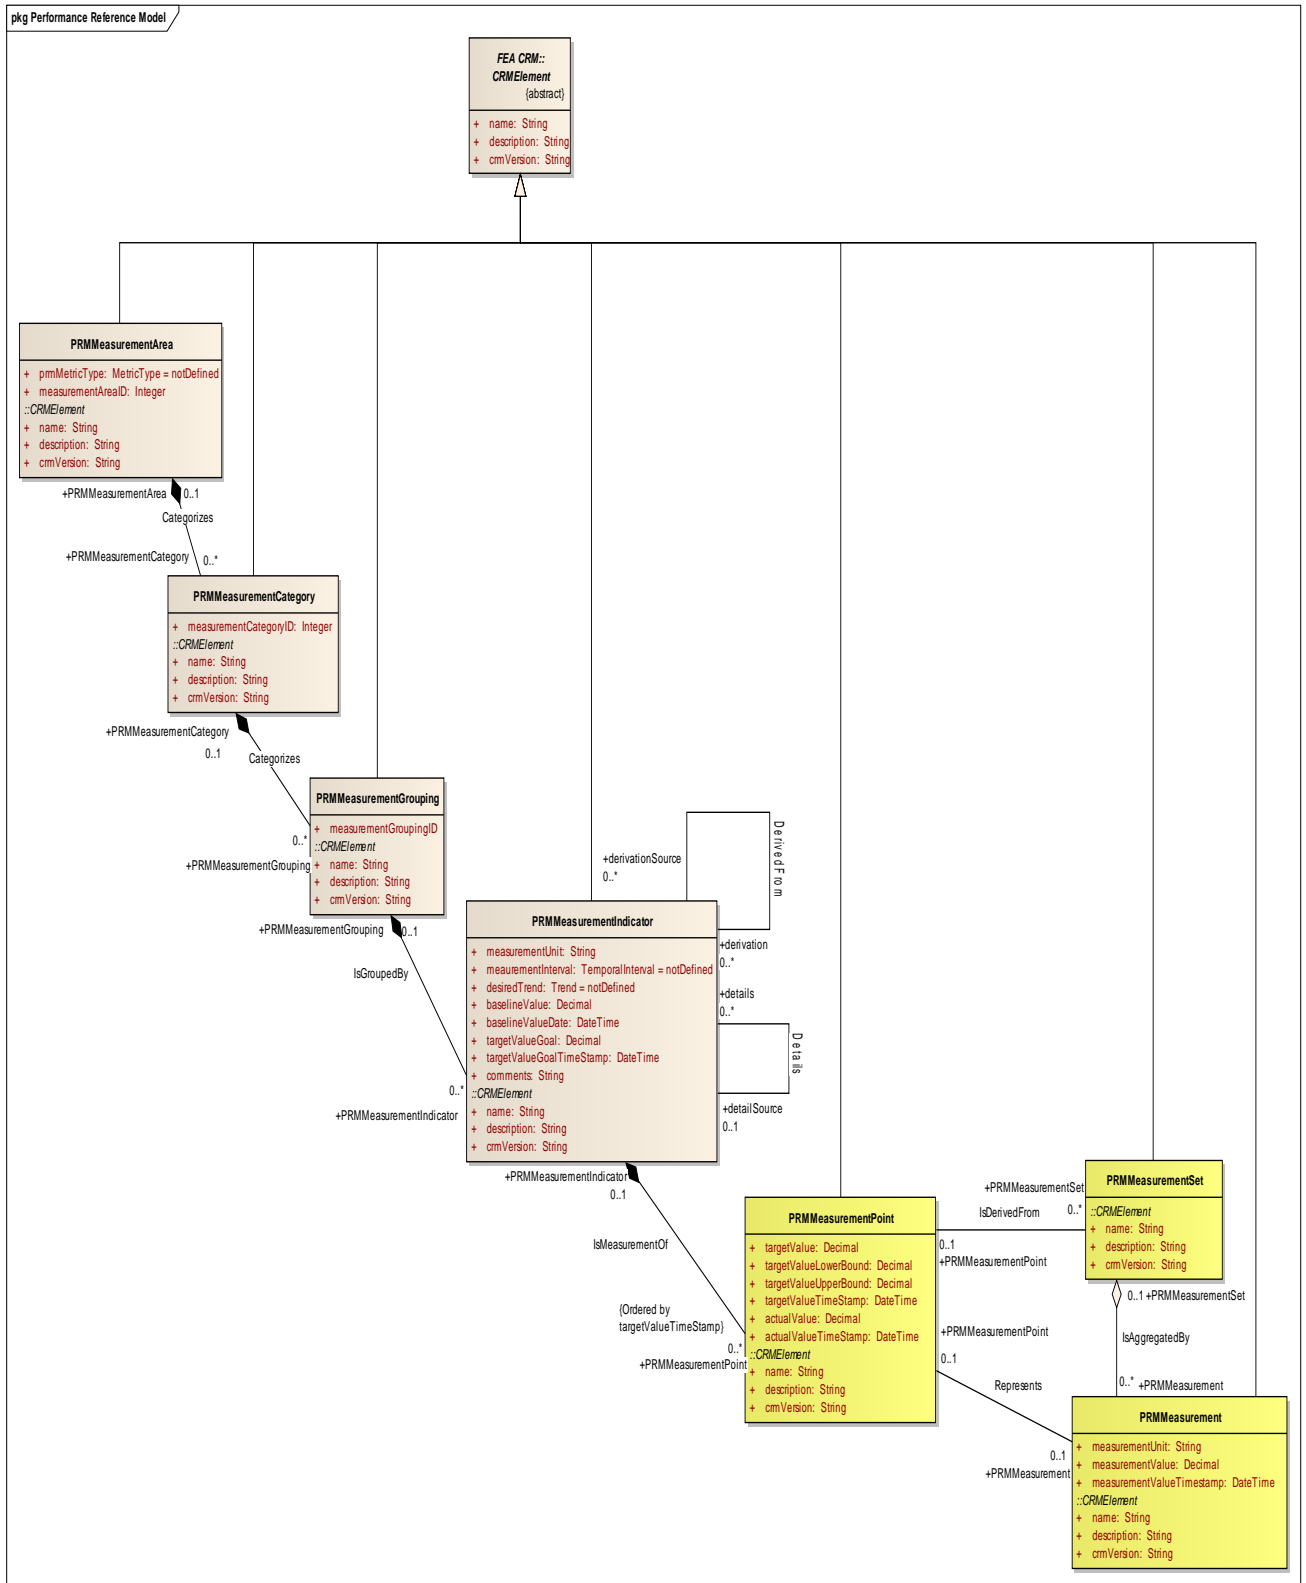 pkg Performance Reference Model
FEA CRM::
CRMElement
{abstract}
+ name: String
+ description: String
+ crmVersion: String
PRMMeasurementArea
+ prmMetricType: MetricType = notDefined
+ measurementAreaID: Integer
::CRMElement
+ name: String
+ description: String
+ crmVersion: String
+PRMMeasurementArea
0..1
Categorizes
+PRMMeasurementCategory
0..*
PRMMeasurementCategory
+ measurementCategoryID: Integer
::CRMElement
+ name: String
+ description: String
+ crmVersion: String
+PRMMeasurementCategory
0..1
Categorizes
PRMMeasurementGrouping
+ measurementGroupingID
::CRMElement
+ name: String
+ description: String
+ crmVersion: String
0..*
+PRMMeasurementGrouping
+PRMMeasurementGrouping
0..1
IsGroupedBy
0..*
+PRMMeasurementIndicator
+derivationSource
0..*
DerivedFrom
+derivation
0..*
+details
0..*
Details
+detailSource
0..1
PRMMeasurementIndicator
+ measurementUnit: String
+ meaurementInterval: TemporalInterval = notDefined
+ desiredTrend: Trend = notDefined
+ baselineValue: Decimal
+ baselineValueDate: DateTime
+ targetValueGoal: Decimal
+ targetValueGoalTimeStamp: DateTime
+ comments: String
::CRMElement
+ name: String
+ description: String
+ crmVersion: String
+PRMMeasurementIndicator
0..1
IsMeasurementOf
{Ordered by
targetValueTimeStamp}
0..*
+PRMMeasurementPoint
PRMMeasurementPoint
+ targetValue: Decimal
+ targetValueLowerBound: Decimal
+ targetValueUpperBound: Decimal
+ targetValueTimeStamp: DateTime
+ actualValue: Decimal
+ actualValueTimeStamp: DateTime
::CRMElement
+ name: String
+ description: String
+ crmVersion: String
+PRMMeasurementSet
0..*
IsDerivedFrom
0..1
+PRMMeasurementPoint
PRMMeasurementSet
::CRMElement
+ name: String
+ description: String
+ crmVersion: String
0..1 +PRMMeasurementSet
IsAggregatedBy
0..* +PRMMeasurement
+PRMMeasurementPoint
0..1
Represents
0..1
+PRMMeasurement
PRMMeasurement
+ measurementUnit: String
+ measurementValue: Decimal
+ measurementValueTimestamp: DateTime
::CRMElement
+ name: String
+ description: String
+ crmVersion: String